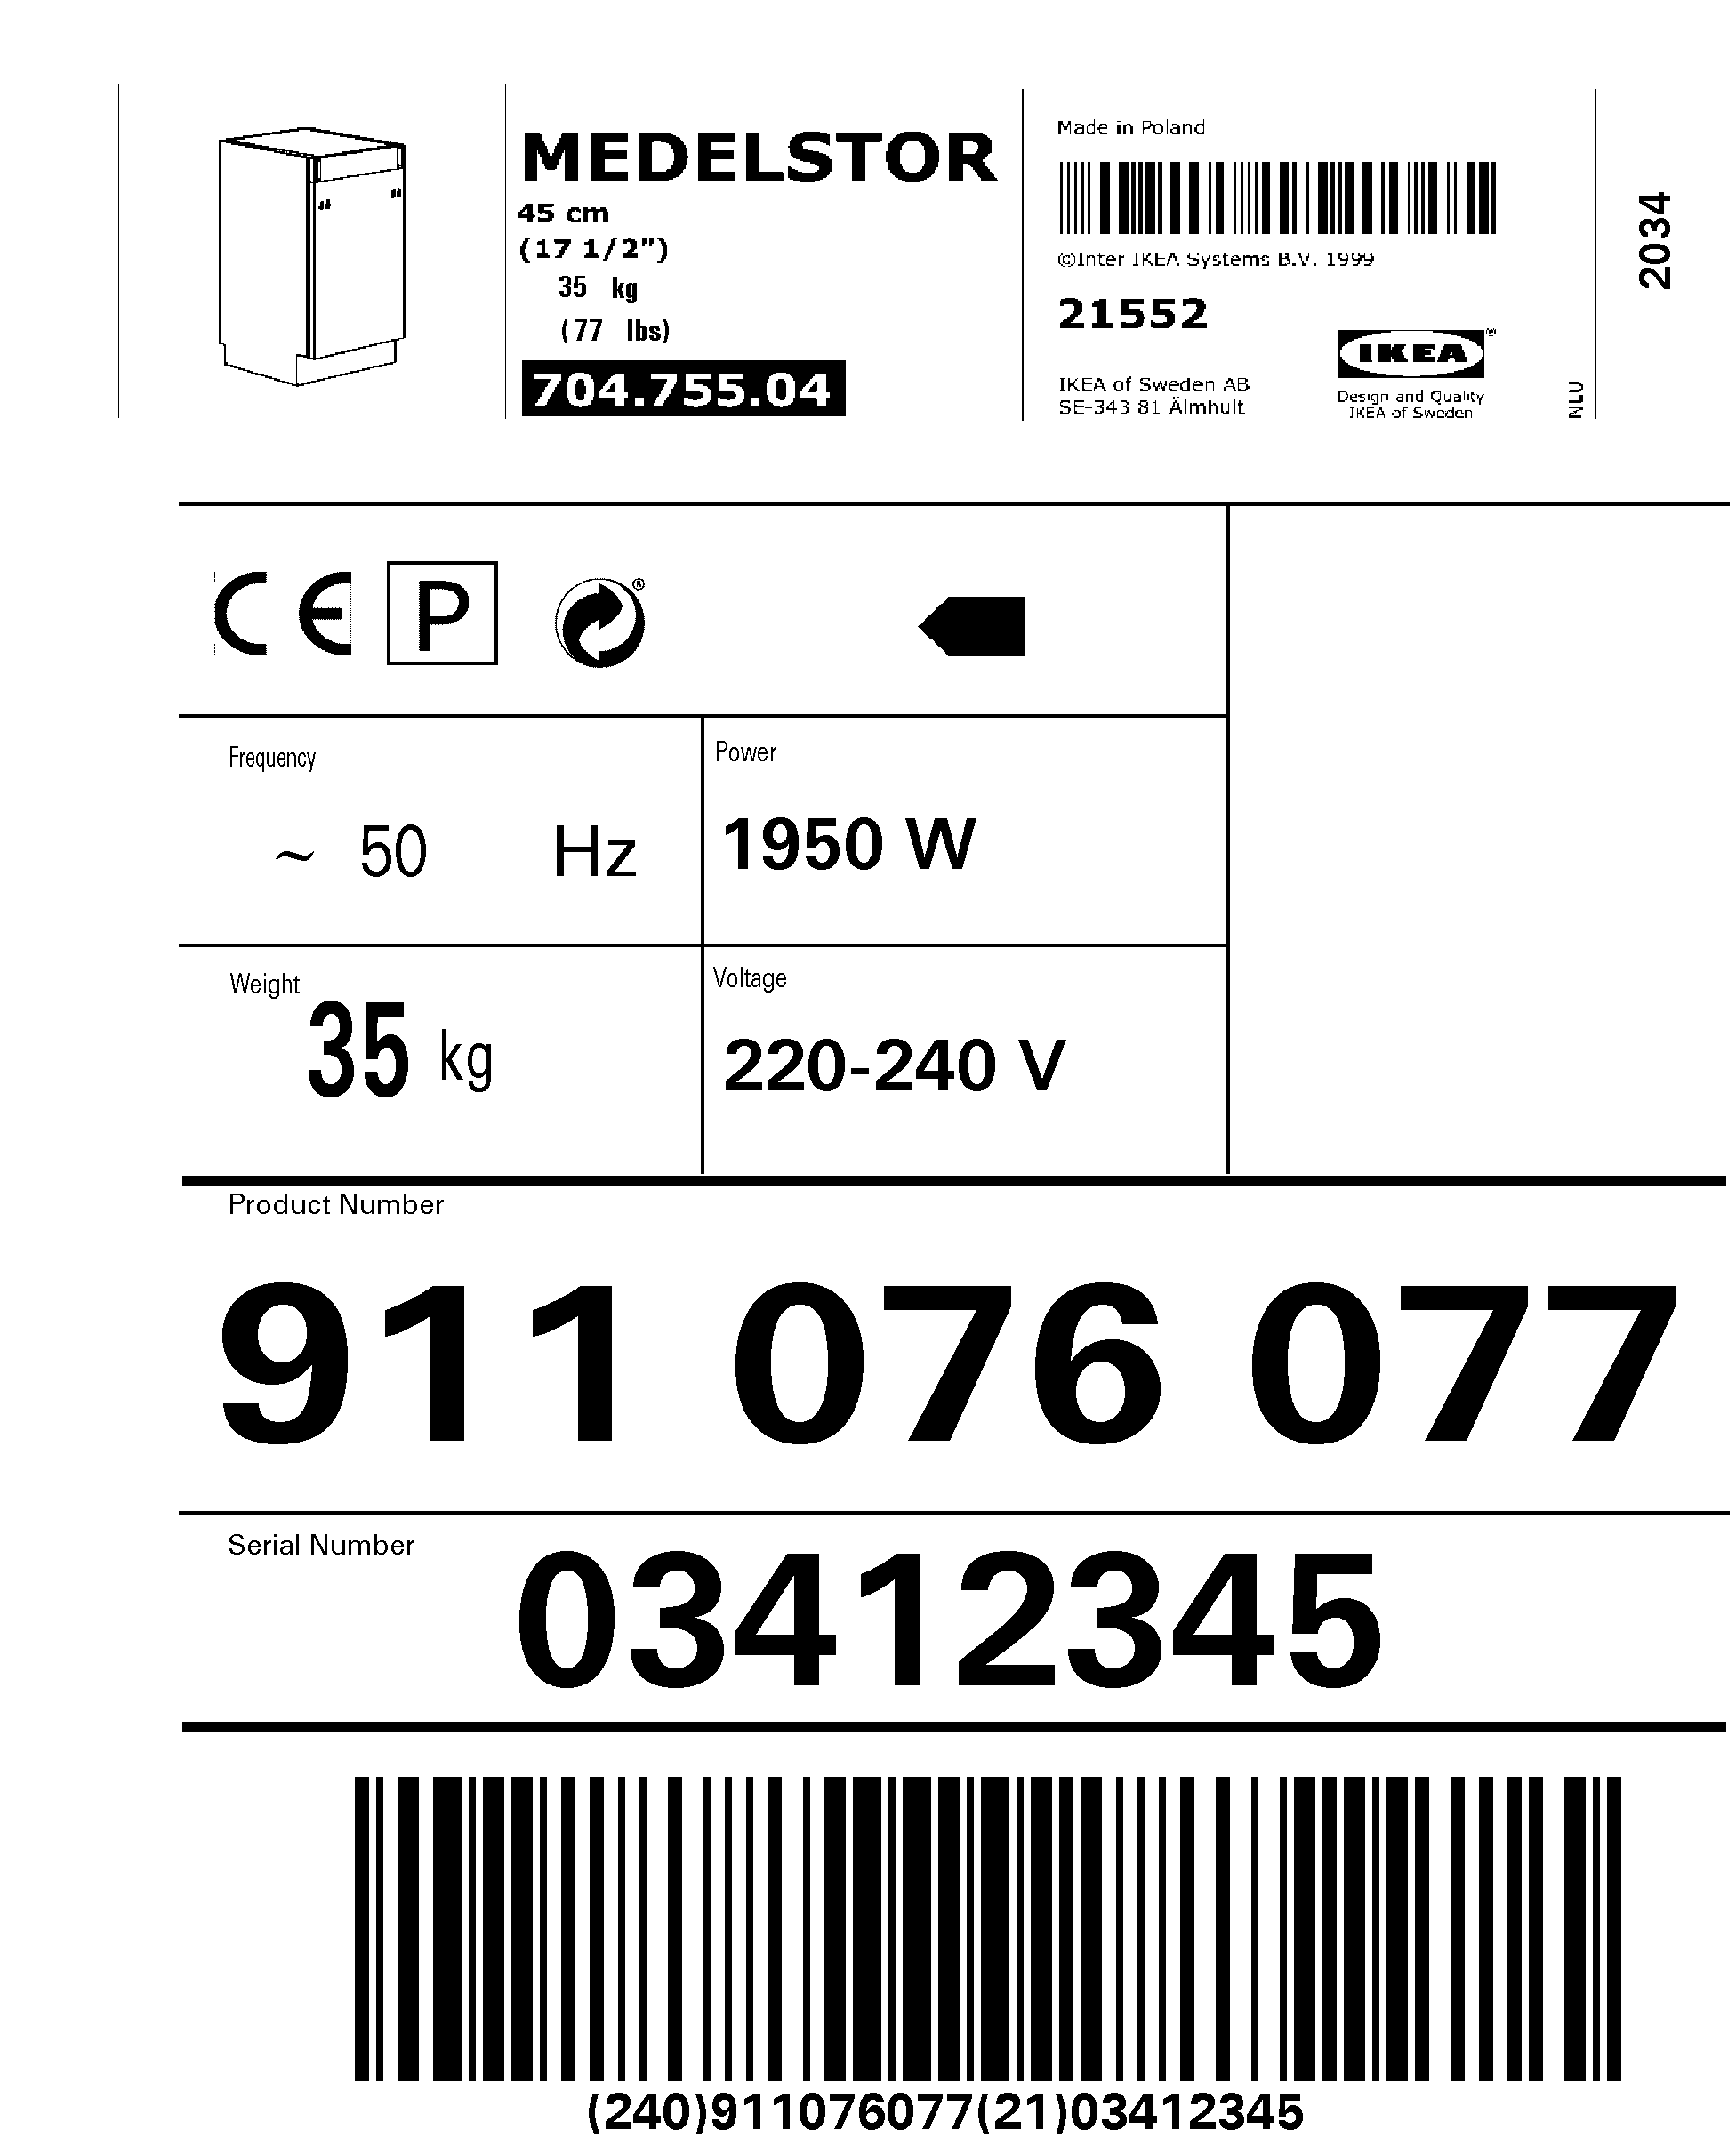 MEDELSTOR
45 cm
(17 1/2")
35 kg
(77 lbs)
704.755.04
Made in Poland
©Inter IKEA Systems B.V. 1999
21552
IKEA of Sweden AB
SE-343 81 Älmhult
IKEA
Design and Quality
IKEA of Sweden
NLU
2034
CE
P
®
Frequency
~ 50 Hz
Power
1950 W
Weight
35 kg
Voltage
220-240 V
Product Number
911 076 077
Serial Number
03412345
(240)911076077(21)03412345